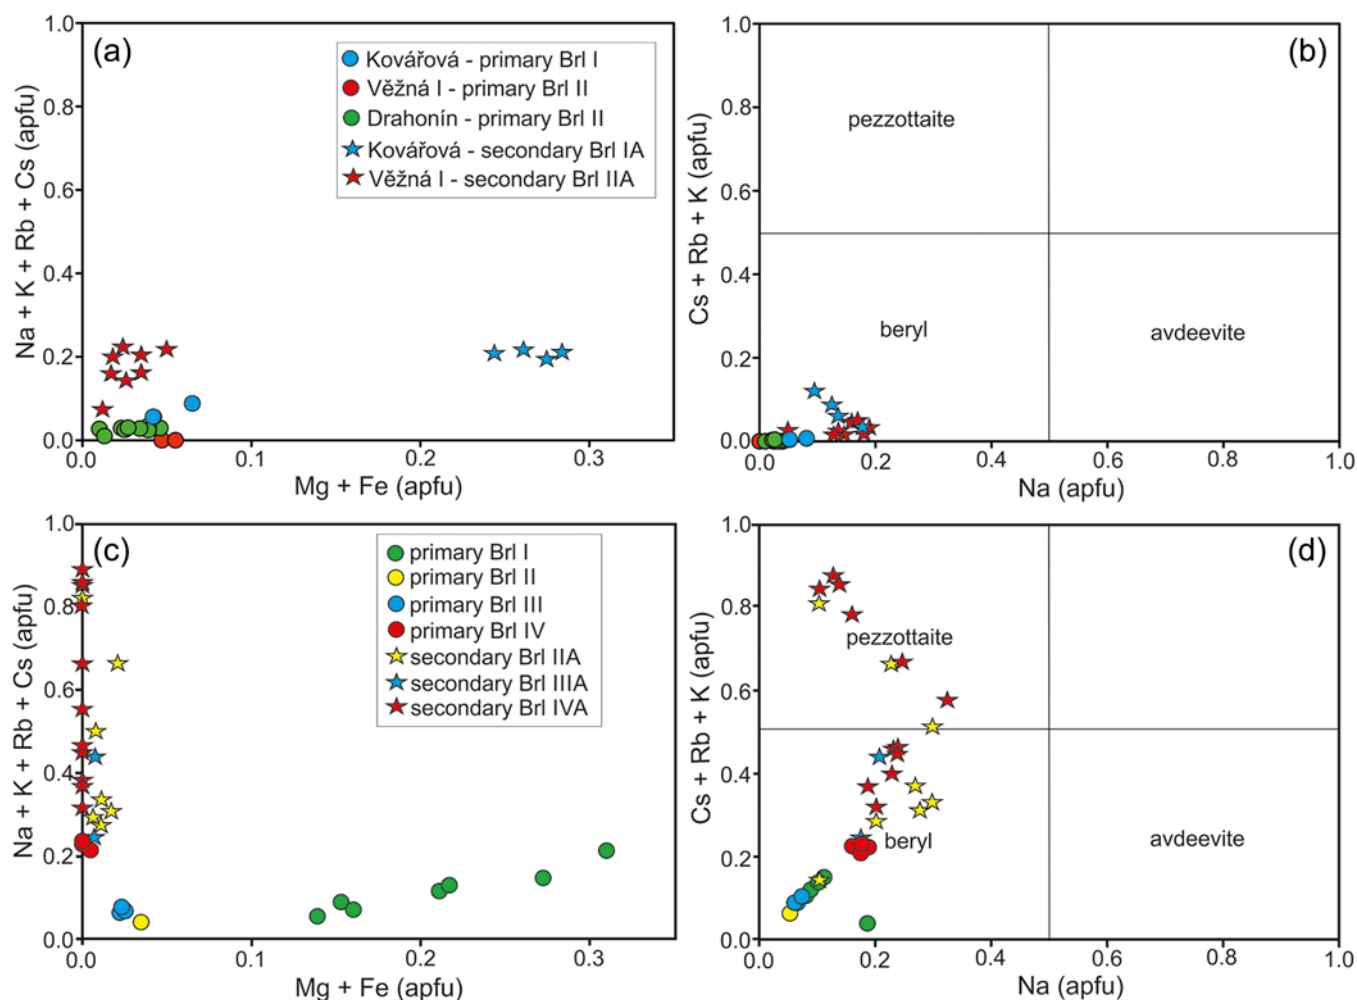 (a)
1.0
0.8
0.6
0.4
0.2
0.0
Na + K + Rb + Cs (apfu)
Kovářová - primary Brl I
Věžná I - primary Brl II
Drahonín - primary Brl II
Kovářová - secondary Brl IA
Věžná I - secondary Brl IIA
0.0 0.1 0.2 0.3
Mg + Fe (apfu)
(b)
1.0
0.8
0.6
0.4
0.2
0.0
Cs + Rb + K (apfu)
pezzottaite
beryl
avdeevite
0.0 0.2 0.4 0.6 0.8 1.0
Na (apfu)
(c)
1.0
0.8
0.6
0.4
0.2
0.0
Na + K + Rb + Cs (apfu)
primary Brl I
primary Brl II
primary Brl III
primary Brl IV
secondary Brl IIA
secondary Brl IIIA
secondary Brl IVA
0.0 0.1 0.2 0.3
Mg + Fe (apfu)
(d)
1.0
0.8
0.6
0.4
0.2
0.0
Cs + Rb + K (apfu)
pezzottaite
beryl
avdeevite
0.0 0.2 0.4 0.6 0.8 1.0
Na (apfu)